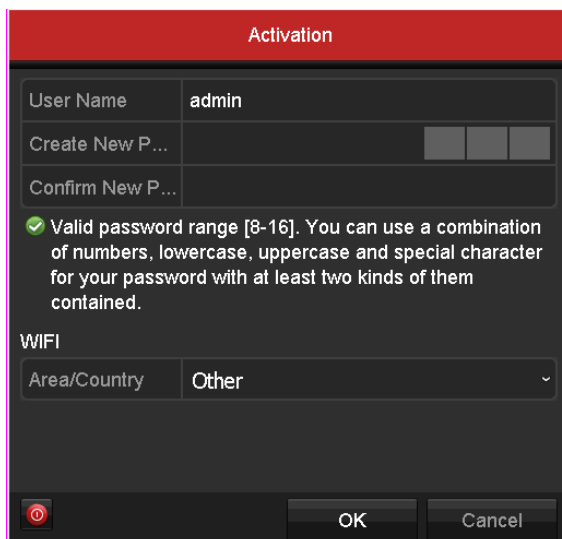 Activation
User Name admin
Create New P...
Confirm New P...
Valid password range [8-16]. You can use a combination
of numbers, lowercase, uppercase and special character
for your password with at least two kinds of them
contained.
WIFI
Area/Country Other
OK Cancel